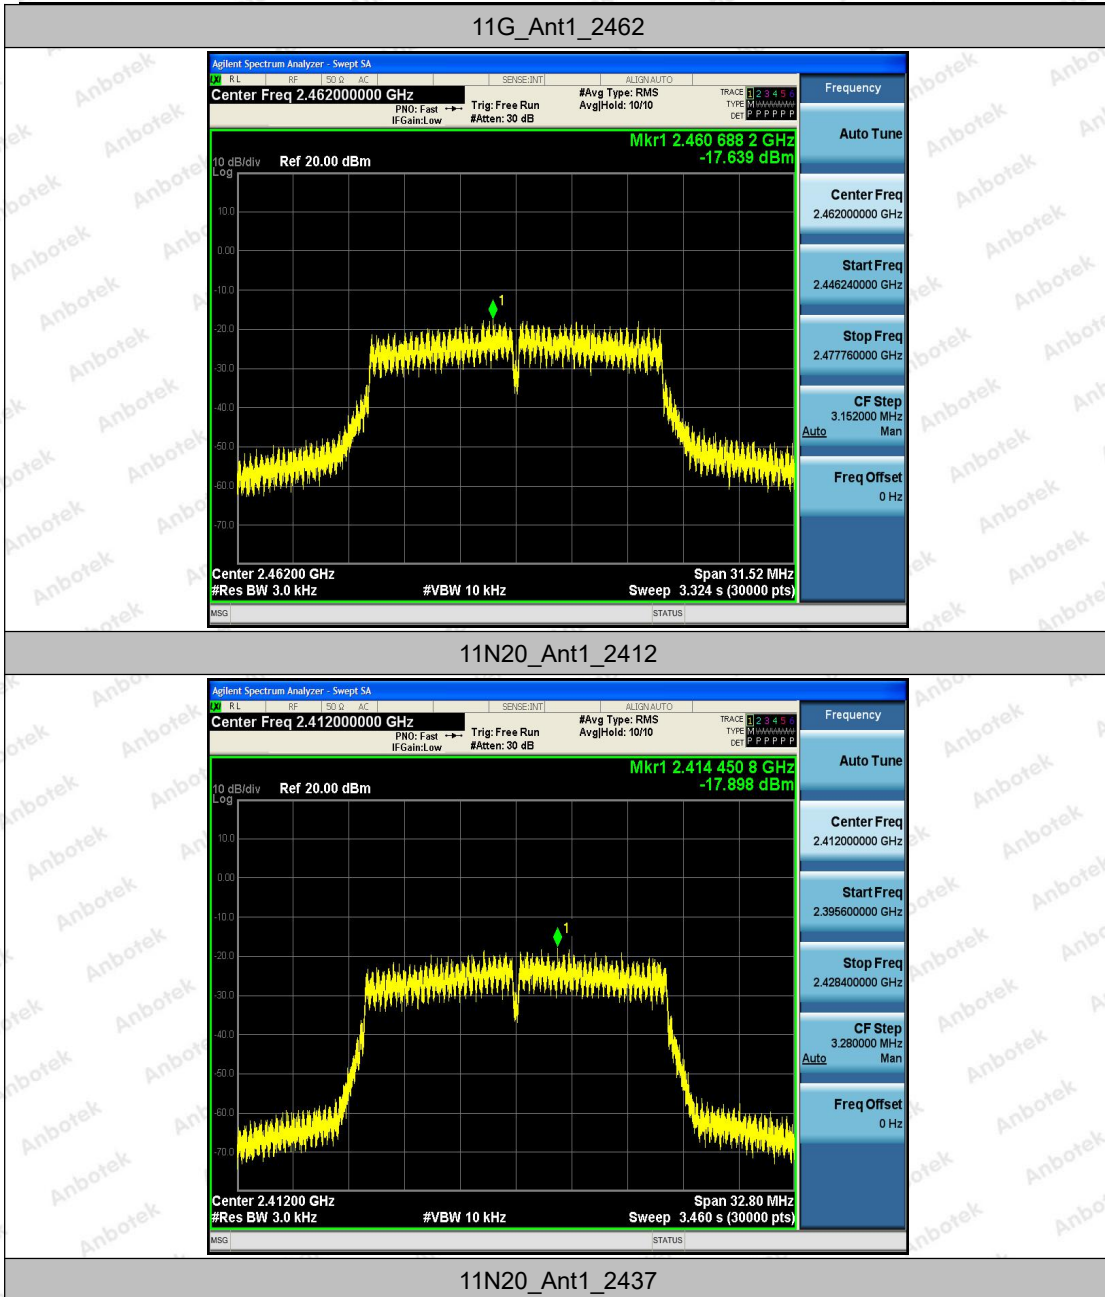 11G_Ant1_2462
Agilent Spectrum Analyzer - Swept SA
LXI RL RF 50 Ω AC SENSE:INT ALIGNAUTO
Center Freq 2.462000000 GHz
PNO: Fast
IFGain:Low
Trig: Free Run
#Atten: 30 dB
#Avg Type: RMS
Avg|Hold: 10/10
TRACE 1 2 3 4 5 6
TYPE M WWWWW
DET P P P P P P
Mkr1 2.460 688 2 GHz
-17.639 dBm
10 dB/div Ref 20.00 dBm
Log
10.0
0.00
-10.0
-20.0
-30.0
-40.0
-50.0
-60.0
-70.0
1
Center 2.46200 GHz
Span 31.52 MHz
#Res BW 3.0 kHz #VBW 10 kHz Sweep 3.324 s (30000 pts)
MSG STATUS
Frequency
Auto Tune
Center Freq
2.462000000 GHz
Start Freq
2.446240000 GHz
Stop Freq
2.477760000 GHz
CF Step
3.152000 MHz
Auto Man
Freq Offset
0 Hz
11N20_Ant1_2412
Agilent Spectrum Analyzer - Swept SA
LXI RL RF 50 Ω AC SENSE:INT ALIGNAUTO
Center Freq 2.412000000 GHz
PNO: Fast
IFGain:Low
Trig: Free Run
#Atten: 30 dB
#Avg Type: RMS
Avg|Hold: 10/10
TRACE 1 2 3 4 5 6
TYPE M WWWWW
DET P P P P P P
Mkr1 2.414 450 8 GHz
-17.898 dBm
10 dB/div Ref 20.00 dBm
Log
10.0
0.00
-10.0
-20.0
-30.0
-40.0
-50.0
-60.0
-70.0
1
Center 2.41200 GHz
Span 32.80 MHz
#Res BW 3.0 kHz #VBW 10 kHz Sweep 3.460 s (30000 pts)
MSG STATUS
Frequency
Auto Tune
Center Freq
2.412000000 GHz
Start Freq
2.395600000 GHz
Stop Freq
2.428400000 GHz
CF Step
3.280000 MHz
Auto Man
Freq Offset
0 Hz
11N20_Ant1_2437
Anbotek